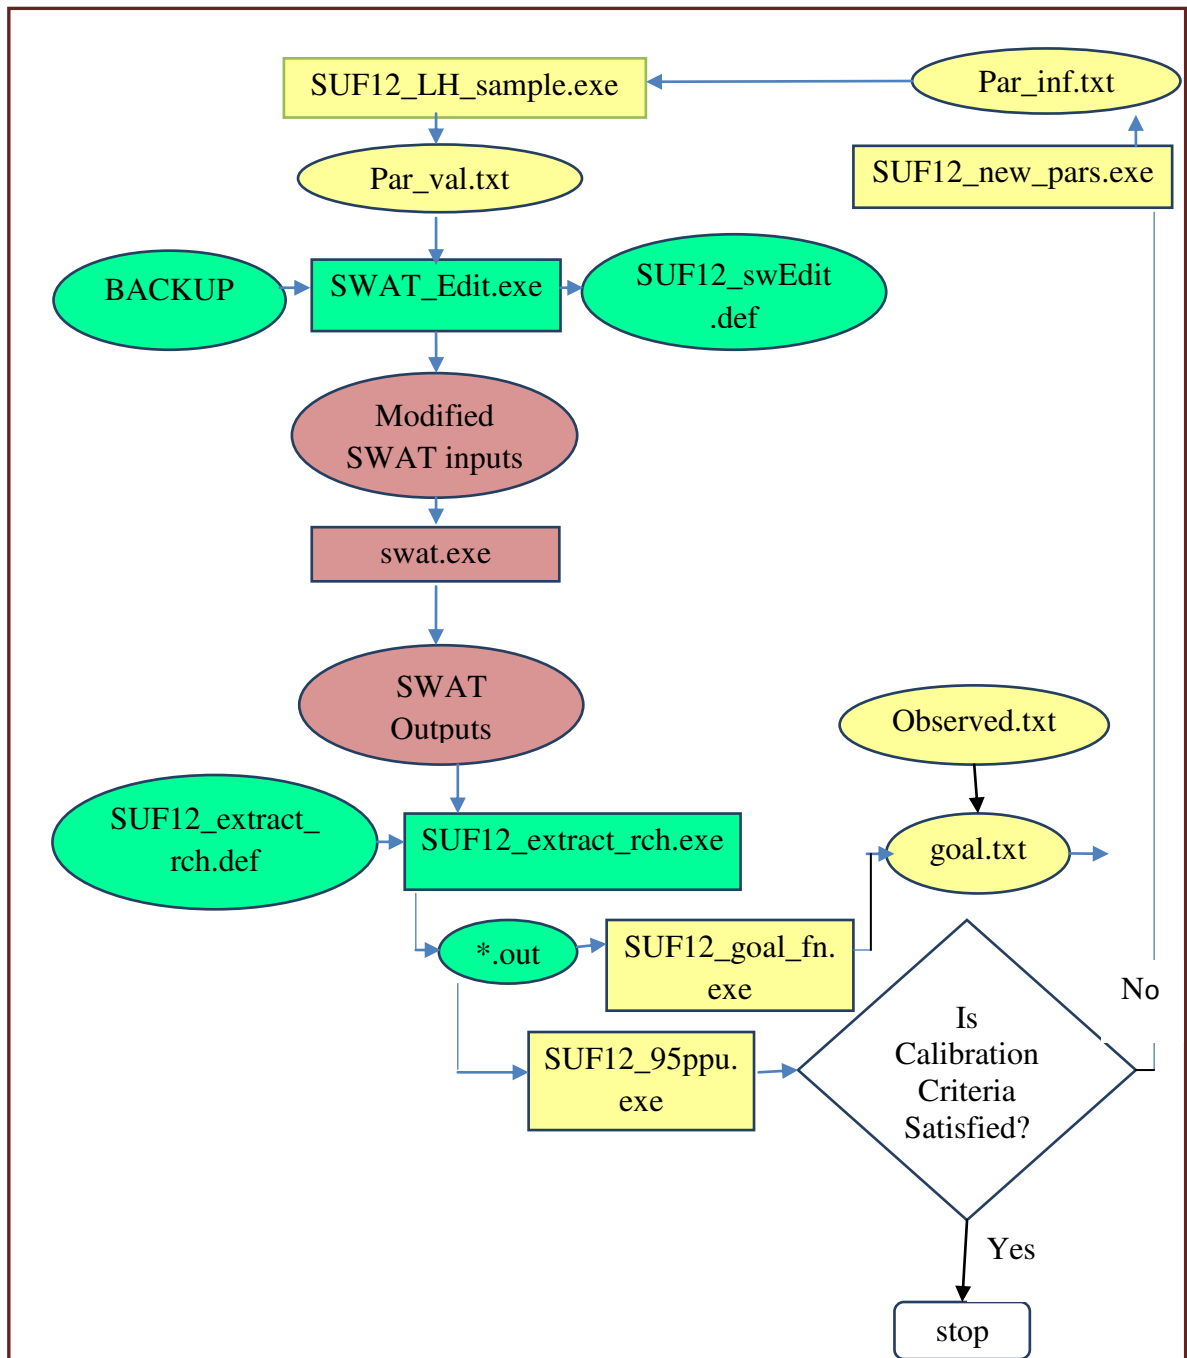 SUF12_LH_sample.exe
Par_inf.txt
Par_val.txt
SUF12_new_pars.exe
BACKUP
SWAT_Edit.exe
SUF12_swEdit
.def
Modified
SWAT inputs
swat.exe
SWAT
Outputs
Observed.txt
SUF12_extract_
rch.def
SUF12_extract_rch.exe
goal.txt
*.out
SUF12_goal_fn.
exe
No
Is
Calibration
Criteria
Satisfied?
SUF12_95ppu.
exe
Yes
stop